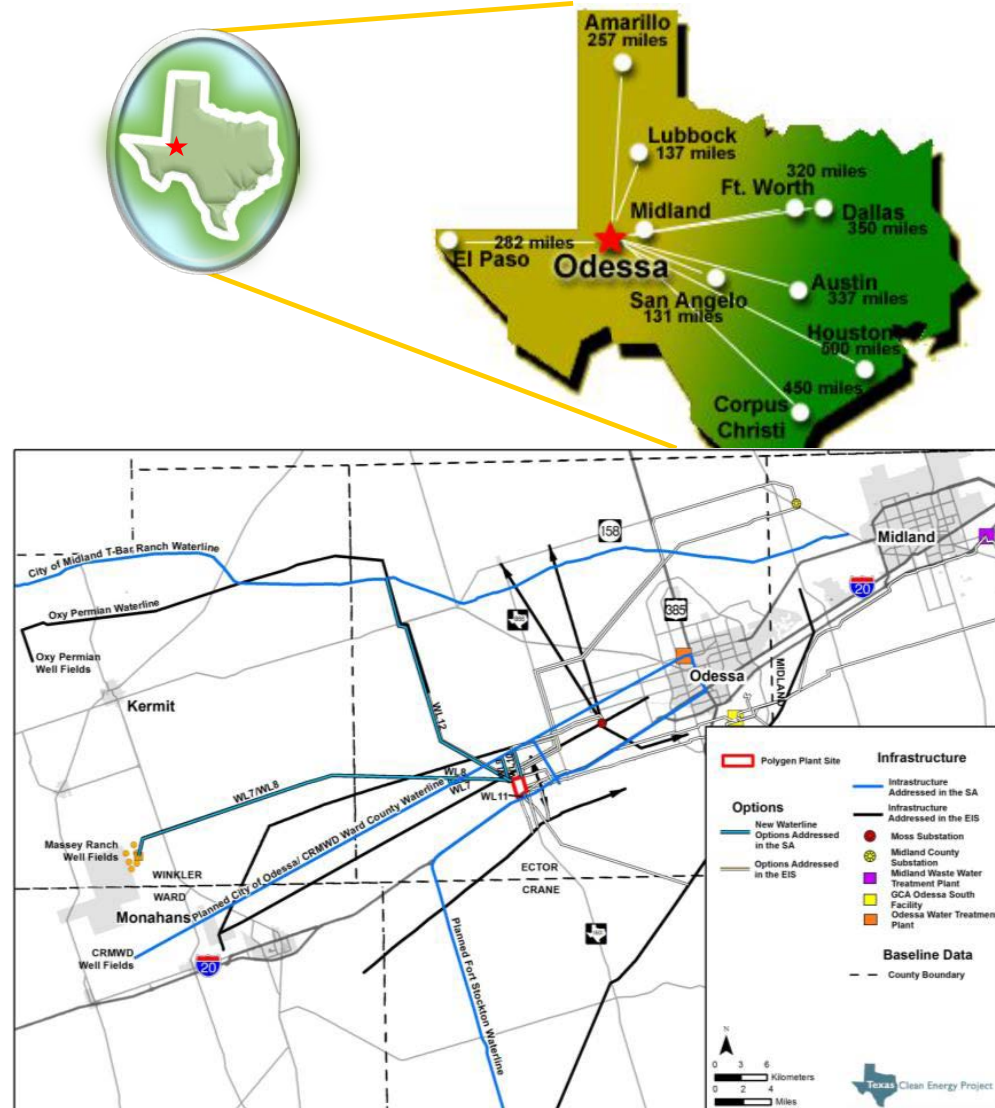 Amarillo
257 miles
Lubbock
137 miles
320 miles
Ft. Worth
Midland
Dallas
350 miles
282 miles
El Paso
Odessa
Austin
337 miles
San Angelo
131 miles
Houston
500 miles
450 miles
Corpus
Christi
City of Midland T-Bar Ranch Waterline
158
Midland
20
Oxy Permian Waterline
385
Oxy Permian
Well Fields
Odessa
MIDLAND
Kermit
WL12
WL8
WL7
WL7/WL8
WL11
Massey Ranch
Well Fields
Planned City of Odessa/ CRMWD Ward County Waterline
WINKLER
WARD
ECTOR
CRANE
Monahans
CRMWD
Well Fields
20
Planned Fort Stockton Waterline
Polygen Plant Site
Options
New Waterline
Options Addressed
in the SA
Options Addressed
in the EIS
Infrastructure
Infrastructure
Addressed in the SA
Infrastructure
Addressed in the EIS
Moss Substation
Midland County
Substation
Midland Waste Water
Treatment Plant
GCA Odessa South
Facility
Odessa Water Treatment
Plant
Baseline Data
County Boundary
N
0 3 6
Kilometers
0 2 4
Miles
Texas Clean Energy Project